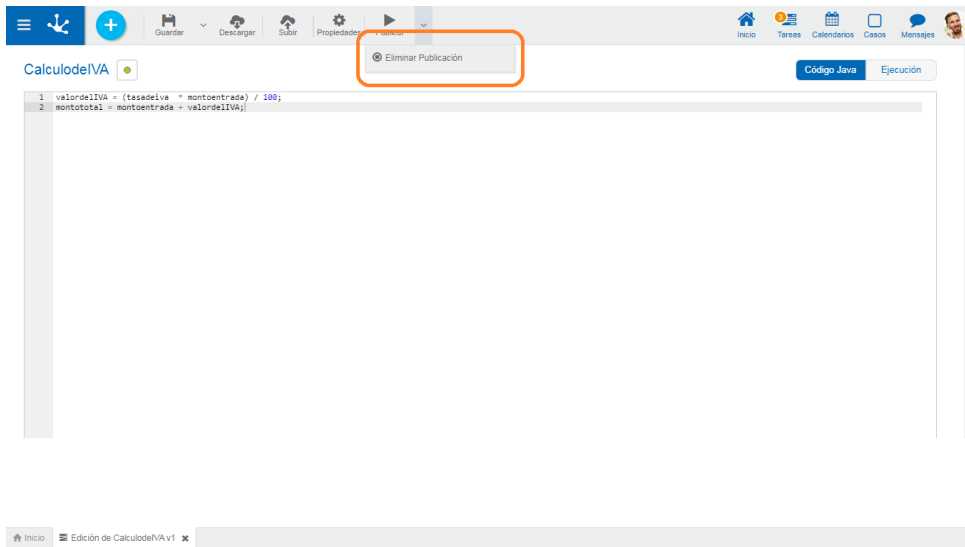 Guardar
Descargar
Subir
Propiedades
Publicar
Inicio
3
Tareas
Calendarios
Casos
Mensajes
Eliminar Publicación
CalculodeIVA
Código Java
Ejecución
1 valordelIVA = (tasadeiva * montoentrada) / 100;
2 montototal = montoentrada + valordelIVA;
Inicio
Edición de CalculodeIVA v1